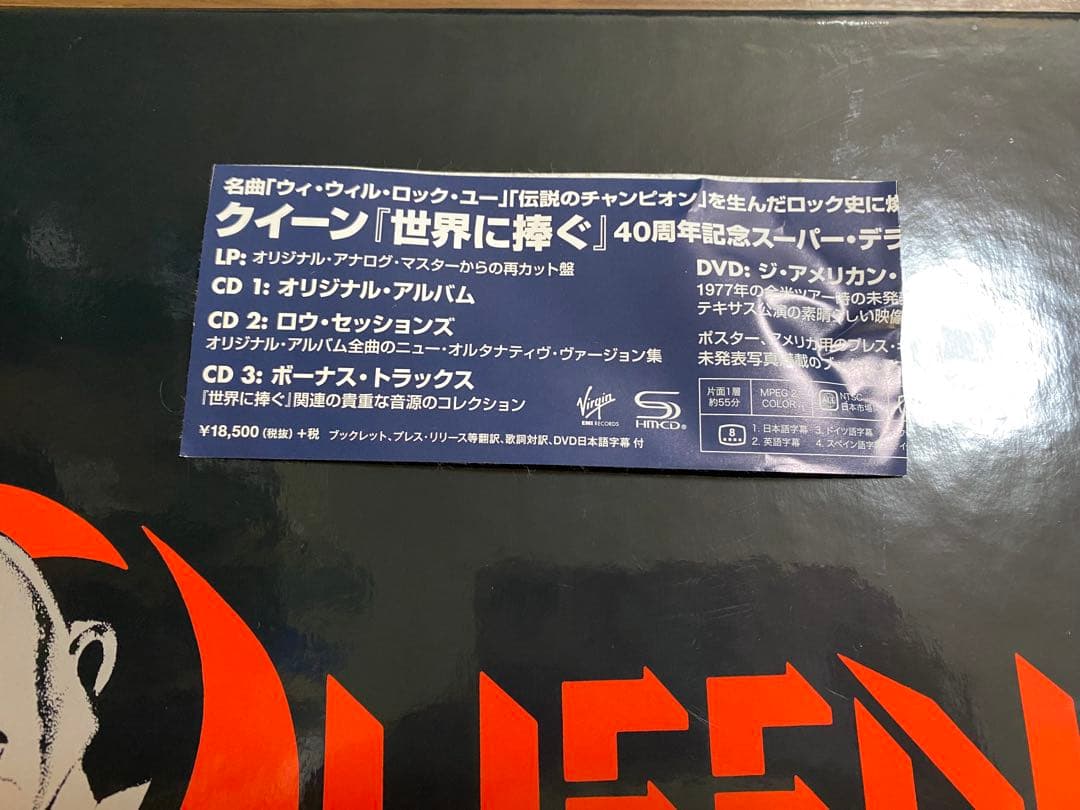 名曲「ウィ・ウィル・ロック・ユー」「伝説のチャンピオン」を生んだロック史に
クイーン『世界に捧ぐ』40周年記念スーパー・デラ
LP: オリジナル・アナログ・マスターからの再カット盤
CD 1: オリジナル・アルバム
CD 2: ロウ・セッションズ
オリジナル・アルバム全曲のニュー・オルタナティヴ・ヴァージョン集
CD 3: ボーナス・トラックス
『世界に捧ぐ』関連の貴重な音源のコレクション
¥18,500(税抜)+税 ブックレット、プレス・リリース等翻訳、歌詞対訳、DVD日本語字幕 付
Virgin
EMI RECORDS
SHM-CD
DVD: ジ・アメリカン・
1977年の全米ツアー時の未発表
テキサス公演の素晴らしい映像
ポスター、アメリカ用のプレス・キ
未発表写真搭載のブ
片面1層
約55分
MPEG 2
COLOR
ALL
NTSC
日本市場
8
1. 日本語字幕 3. ドイツ語字幕
2. 英語字幕 4. スペイン語字幕
QUEEN